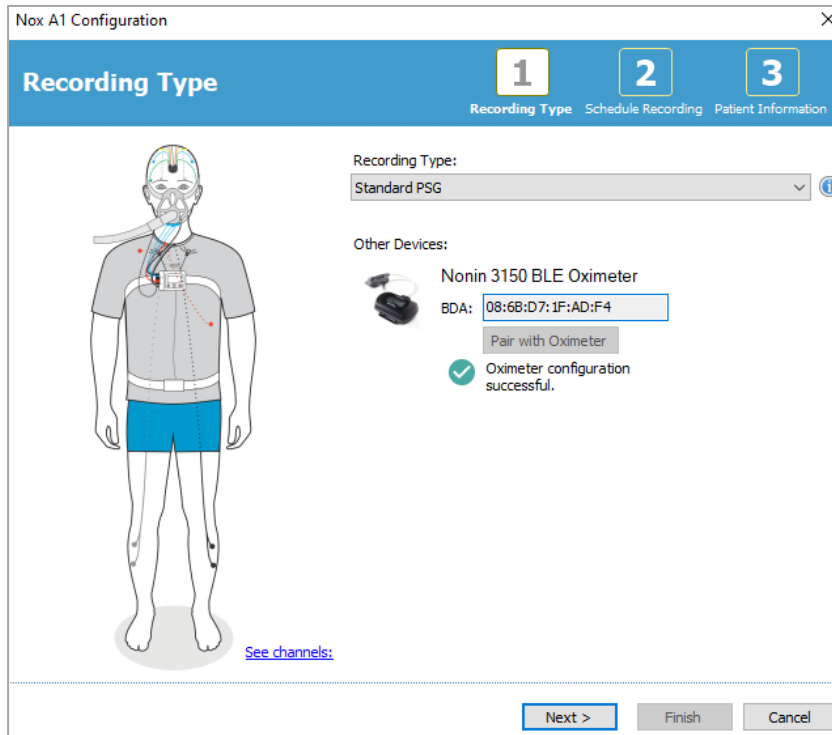 Nox A1 Configuration
Recording Type
1
Recording Type
2
Schedule Recording
3
Patient Information
Recording Type:
Standard PSG
Other Devices:
Nonin 3150 BLE Oximeter
BDA: 08:6B:D7:1F:AD:F4
Pair with Oximeter
Oximeter configuration
successful.
See channels:
Next >
Finish
Cancel